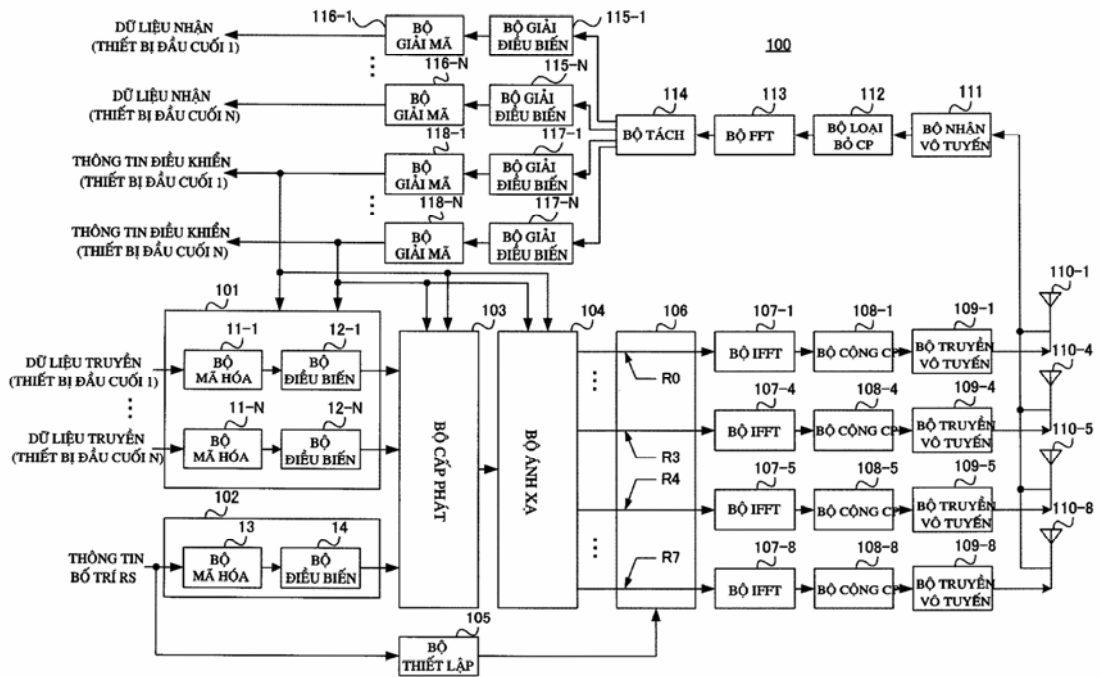 116-1
115-1
DỮ LIỆU NHẬN
(THIẾT BỊ ĐẦU CUỐI 1)
BỘ
GIẢI MÃ
BỘ GIẢI
ĐIỀU BIẾN
100
116-N
115-N
DỮ LIỆU NHẬN
(THIẾT BỊ ĐẦU CUỐI N)
BỘ
GIẢI MÃ
BỘ GIẢI
ĐIỀU BIẾN
114
113
112
111
BỘ TÁCH
BỘ FFT
BỘ LOẠI
BỎ CP
BỘ NHẬN
VÔ TUYẾN
118-1
117-1
THÔNG TIN ĐIỀU KHIỂN
(THIẾT BỊ ĐẦU CUỐI 1)
BỘ
GIẢI MÃ
BỘ GIẢI
ĐIỀU BIẾN
118-N
117-N
THÔNG TIN ĐIỀU KHIỂN
(THIẾT BỊ ĐẦU CUỐI N)
BỘ
GIẢI MÃ
BỘ GIẢI
ĐIỀU BIẾN
101
103
104
106
107-1
108-1
109-1
110-1
11-1
12-1
DỮ LIỆU TRUYỀN
(THIẾT BỊ ĐẦU CUỐI 1)
BỘ
MÃ HÓA
BỘ
ĐIỀU BIẾN
R0
BỘ IFFT
BỘ CỘNG CP
BỘ TRUYỀN
VÔ TUYẾN
110-4
107-4
108-4
109-4
11-N
12-N
DỮ LIỆU TRUYỀN
(THIẾT BỊ ĐẦU CUỐI N)
BỘ
MÃ HÓA
BỘ
ĐIỀU BIẾN
BỘ CẤP PHÁT
BỘ ÁNH XẠ
R3
BỘ IFFT
BỘ CỘNG CP
BỘ TRUYỀN
VÔ TUYẾN
110-5
R4
107-5
108-5
109-5
BỘ IFFT
BỘ CỘNG CP
BỘ TRUYỀN
VÔ TUYẾN
110-8
102
13
14
THÔNG TIN
BỐ TRÍ RS
BỘ
MÃ HÓA
BỘ
ĐIỀU BIẾN
R7
107-8
108-8
109-8
BỘ IFFT
BỘ CỘNG CP
BỘ TRUYỀN
VÔ TUYẾN
105
BỘ
THIẾT LẬP